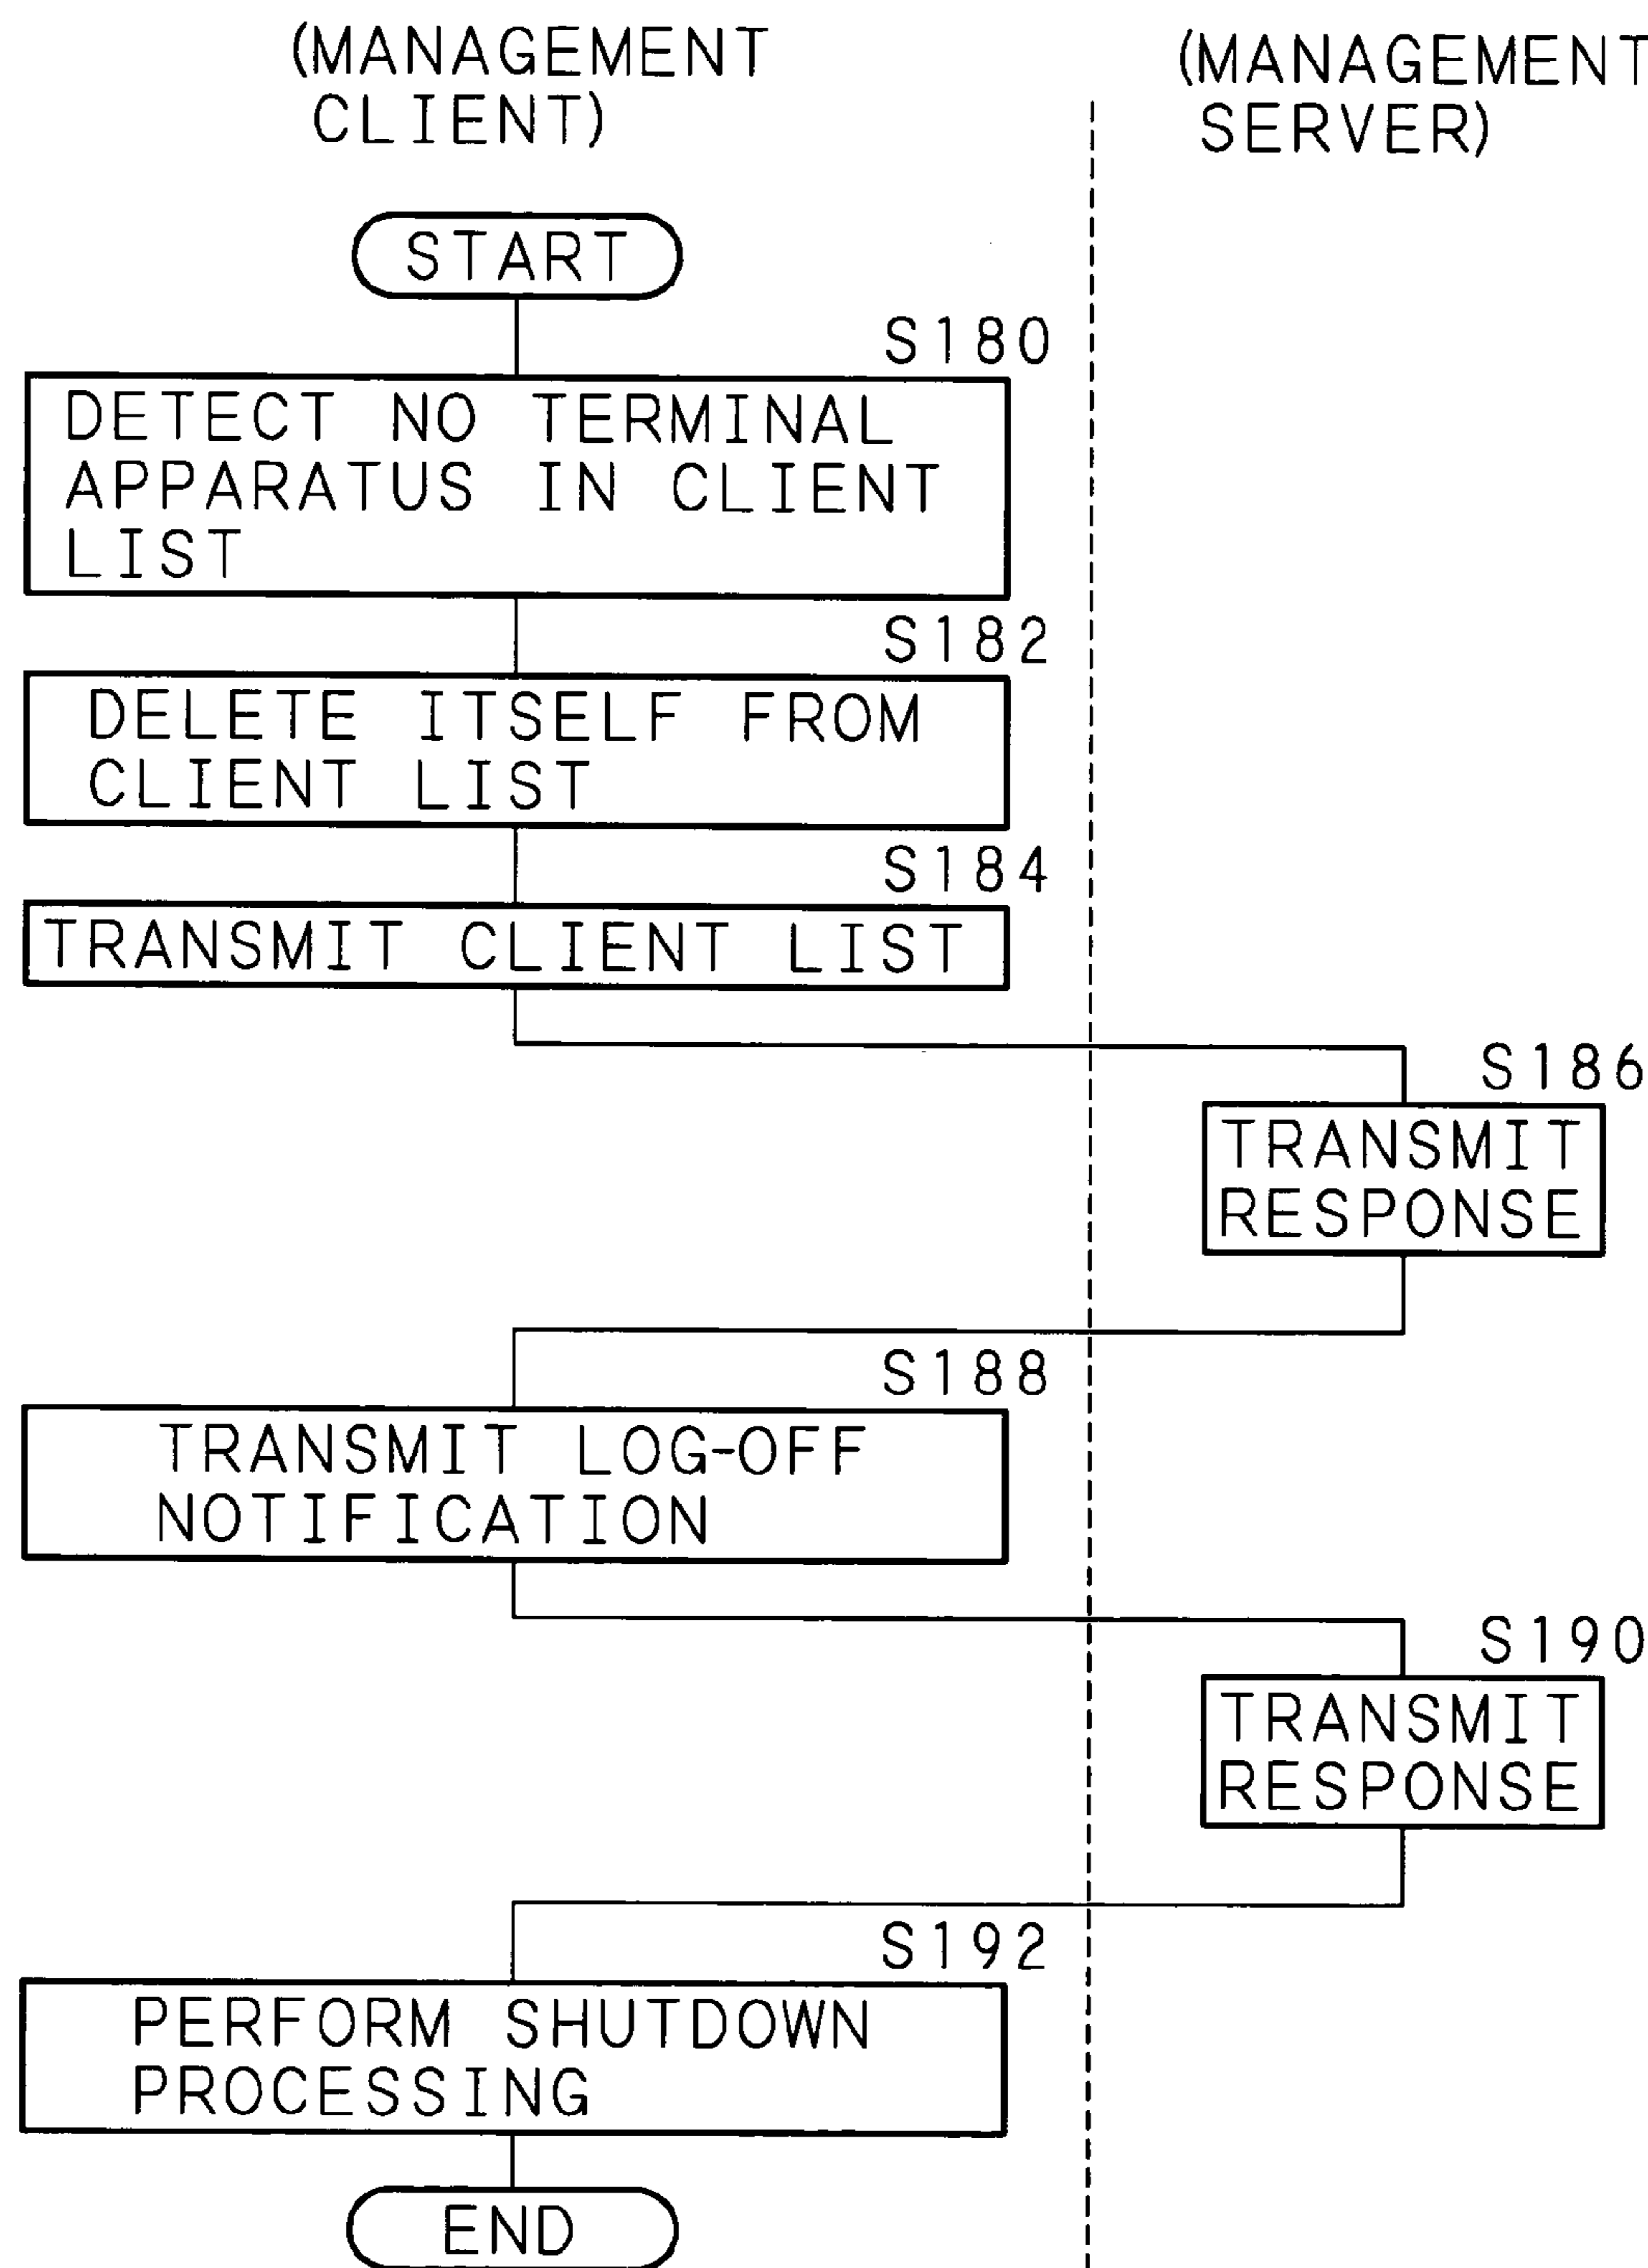 (MANAGEMENT
CLIENT)
(MANAGEMENT
SERVER)
START
S180
DETECT NO TERMINAL
APPARATUS IN CLIENT
LIST
S182
DELETE ITSELF FROM
CLIENT LIST
S184
TRANSMIT CLIENT LIST
S186
TRANSMIT
RESPONSE
S188
TRANSMIT LOG-OFF
NOTIFICATION
S190
TRANSMIT
RESPONSE
S192
PERFORM SHUTDOWN
PROCESSING
END